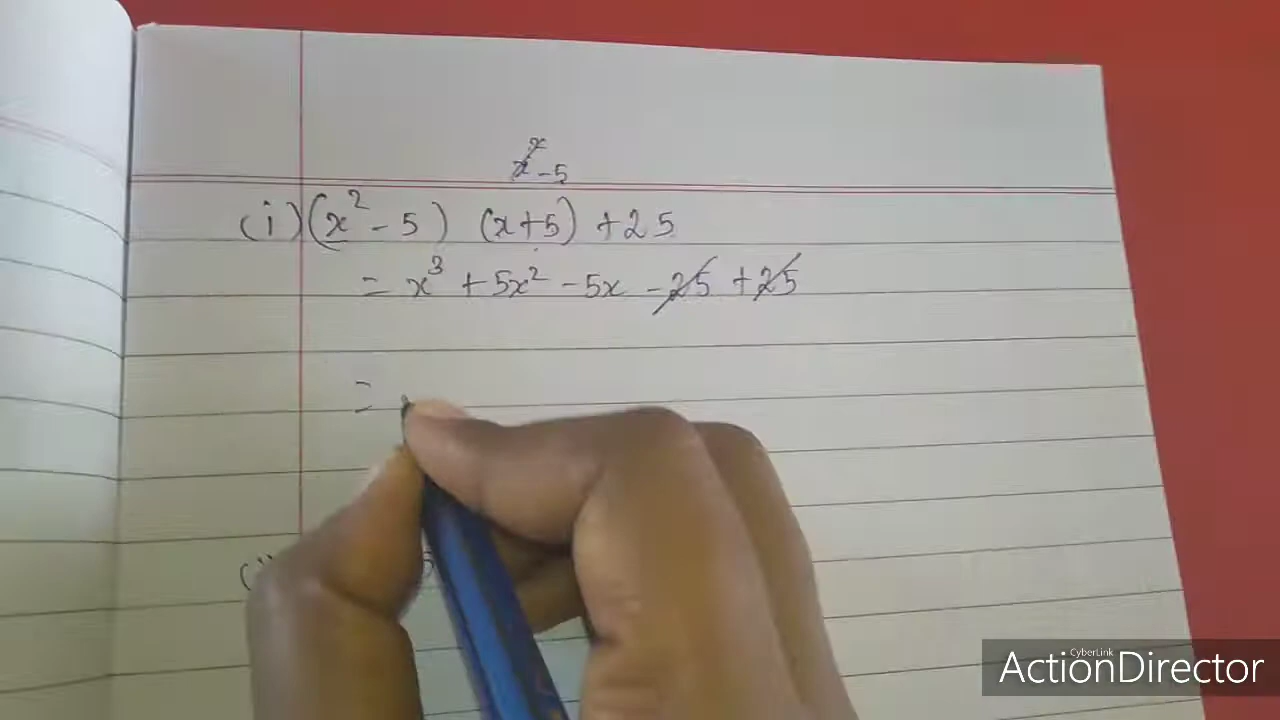 x
x - 5
(i) (x² - 5) (x + 5) + 25
= x³ + 5x² - 5x - 25 + 25
=
CyberLink
ActionDirector